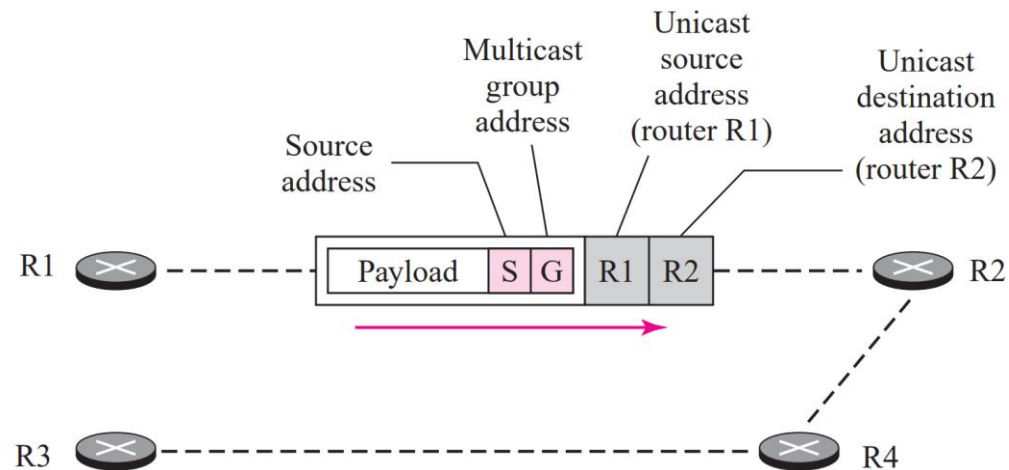 Source
address
Multicast
group
address
Unicast
source
address
(router R1)
Unicast
destination
address
(router R2)
R1
Payload S G R1 R2
R2
R3
R4